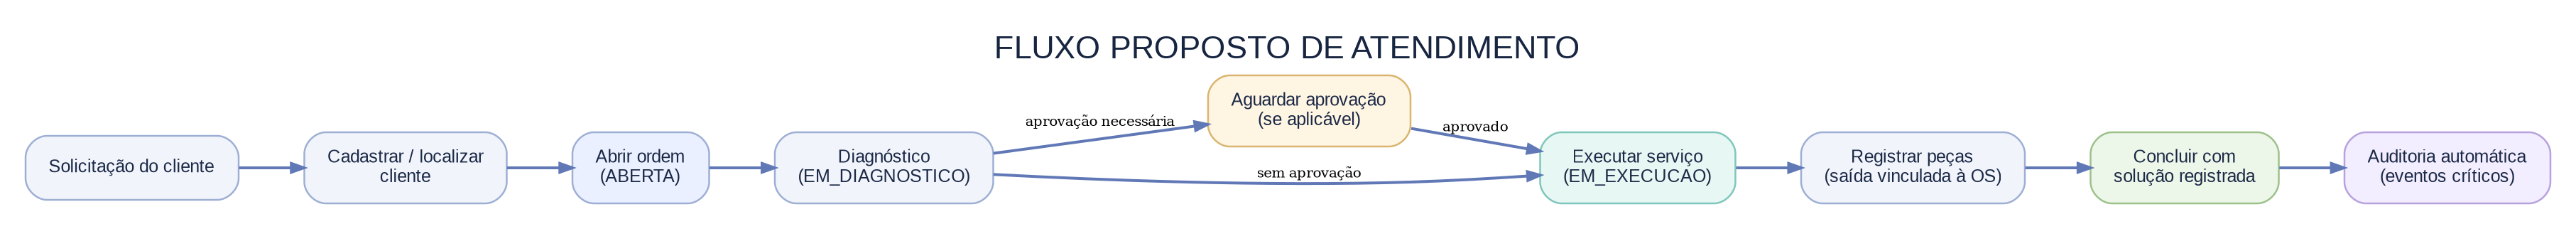 FLUXO PROPOSTO DE ATENDIMENTO
Solicitação do cliente
Cadastrar / localizar
cliente
Abrir ordem
(ABERTA)
Diagnóstico
(EM_DIAGNOSTICO)
aprovação necessária
Aguardar aprovação
(se aplicável)
aprovado
sem aprovação
Executar serviço
(EM_EXECUCAO)
Registrar peças
(saída vinculada à OS)
Concluir com
solução registrada
Auditoria automática
(eventos críticos)